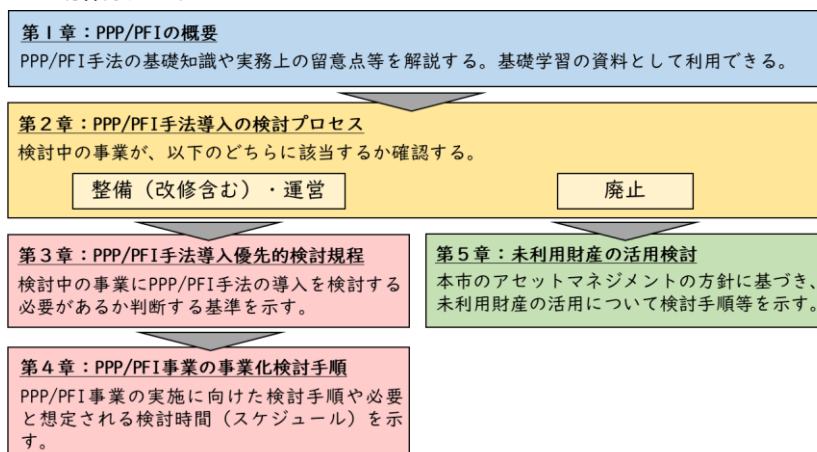 第1章：PPP/PFIの概要
PPP/PFI手法の基礎知識や実務上の留意点等を解説する。基礎学習の資料として利用できる。
第２章：PPP/PFI手法導入の検討プロセス
検討中の事業が、以下のどちらに該当するか確認する。
整備（改修含む）・運営
廃止
第３章：PPP/PFI手法導入優先的検討規程
検討中の事業にPPP/PFI手法の導入を検討する
必要があるか判断する基準を示す。
第５章：未利用財産の活用検討
本市のアセットマネジメントの方針に基づき、
未利用財産の活用について検討手順等を示す。
第４章：PPP/PFI事業の事業化検討手順
PPP/PFI事業の実施に向けた検討手順や必要
と想定される検討時間（スケジュール）を示
す。